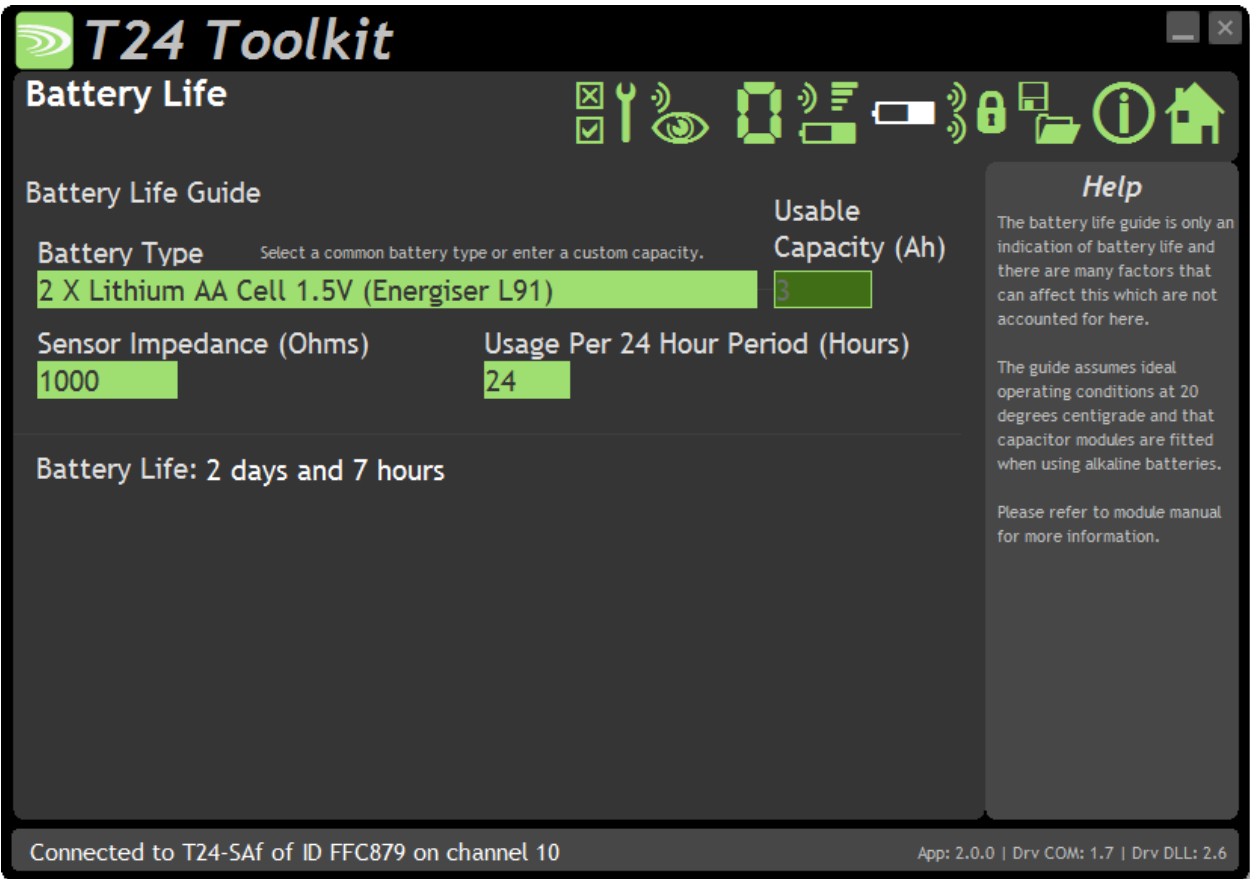 T24 Toolkit
Battery Life
Battery Life Guide
Usable
Capacity (Ah)
Battery Type
Select a common battery type or enter a custom capacity.
2 X Lithium AA Cell 1.5V (Energiser L91)
3
Sensor Impedance (Ohms)
Usage Per 24 Hour Period (Hours)
1000
24
Battery Life: 2 days and 7 hours
Help
The battery life guide is only an
indication of battery life and
there are many factors that
can affect this which are not
accounted for here.
The guide assumes ideal
operating conditions at 20
degrees centigrade and that
capacitor modules are fitted
when using alkaline batteries.
Please refer to module manual
for more information.
Connected to T24-SAf of ID FFC879 on channel 10
App: 2.0.0 | Drv COM: 1.7 | Drv DLL: 2.6